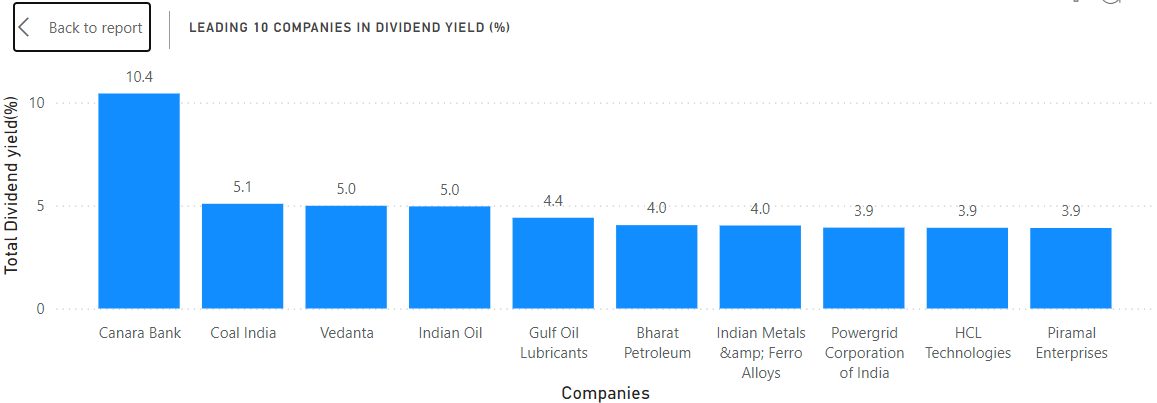 Back to report
LEADING 10 COMPANIES IN DIVIDEND YIELD (%)
Total Dividend yield(%)
10
5
0
10.4
5.1
5.0
5.0
4.4
4.0
4.0
3.9
3.9
3.9
Canara Bank
Coal India
Vedanta
Indian Oil
Gulf Oil
Lubricants
Bharat
Petroleum
Indian Metals
&amp;amp; Ferro
Alloys
Powergrid
Corporation
of India
HCL
Technologies
Piramal
Enterprises
Companies